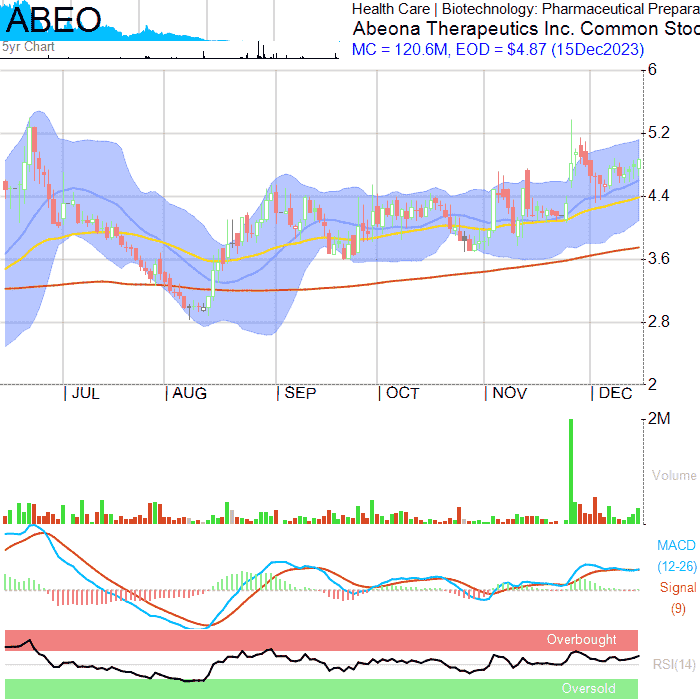 ABEO
Health Care | Biotechnology: Pharmaceutical Prepara
Abeona Therapeutics Inc. Common Stoc
MC = 120.6M, EOD = $4.87 (15Dec2023)
5yr Chart
6
5.2
4.4
3.6
2.8
2
JUL AUG SEP OCT NOV DEC
2M
Volume
MACD
(12-26)
Signal
(9)
Overbought
RSI(14)
Oversold